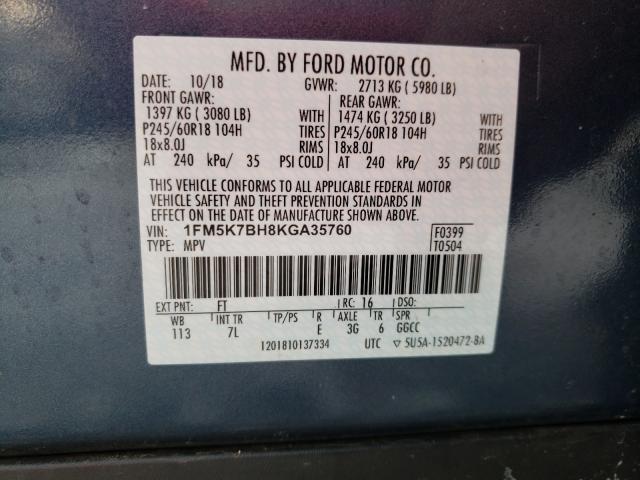 MFD. BY FORD MOTOR CO.
DATE: 10/18 GVWR: 2713 KG ( 5980 LB)
FRONT GAWR: REAR GAWR:
1397 KG ( 3080 LB) WITH 1474 KG ( 3250 LB) WITH
P245/60R18 104H TIRES P245/60R18 104H TIRES
18x8.0J RIMS 18x8.0J RIMS
AT 240 kPa/ 35 PSI COLD AT 240 kPa/ 35 PSI COLD
THIS VEHICLE CONFORMS TO ALL APPLICABLE FEDERAL MOTOR
VEHICLE SAFETY AND THEFT PREVENTION STANDARDS IN
EFFECT ON THE DATE OF MANUFACTURE SHOWN ABOVE.
VIN: 1FM5K7BH8KGA35760 F0399
TYPE: MPV T0504
EXT PNT: FT RC: 16 DSO:
WB INT TR TP/PS R AXLE TR SPR
113 7L E 3G 6 GGCC
1201810137334 UTC ▽ 5U5A-1520472-BA